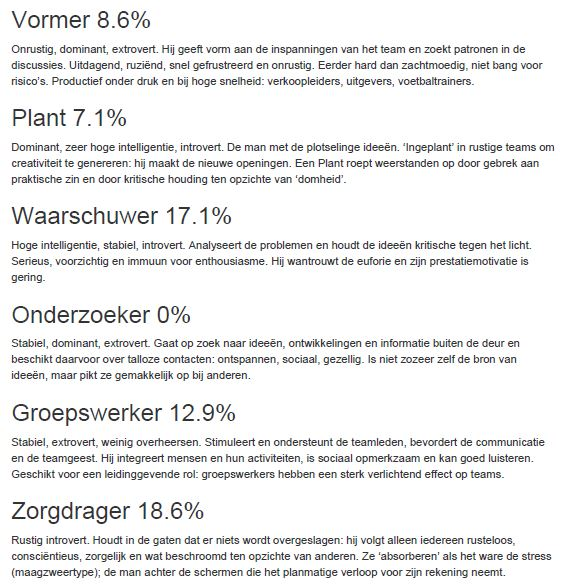 Vormer 8.6%
Onrustig, dominant, extrovert. Hij geeft vorm aan de inspanningen van het team en zoekt patronen in de
discussies. Uitdagend, ruziënd, snel gefrustreerd en onrustig. Eerder hard dan zachtmoedig, niet bang voor
risico's. Productief onder druk en bij hoge snelheid: verkoopleiders, uitgevers, voetbaltrainers.
Plant 7.1%
Dominant, zeer hoge intelligentie, introvert. De man met de plotselinge ideeën. ‘Ingeplant’ in rustige teams om
creativiteit te genereren: hij maakt de nieuwe openingen. Een Plant roept weerstanden op door gebrek aan
praktische zin en door kritische houding ten opzichte van ‘domheid’.
Waarschuwer 17.1%
Hoge intelligentie, stabiel, introvert. Analyseert de problemen en houdt de ideeën kritische tegen het licht.
Serieus, voorzichtig en immuun voor enthousiasme. Hij wantrouwt de euforie en zijn prestatiemotivatie is
gering.
Onderzoeker 0%
Stabiel, dominant, extrovert. Gaat op zoek naar ideeën, ontwikkelingen en informatie buiten de deur en
beschikt daarvoor over talloze contacten: ontspannen, sociaal, gezellig. Is niet zozeer zelf de bron van
ideeën, maar pikt ze gemakkelijk op bij anderen.
Groepswerker 12.9%
Stabiel, extrovert, weinig overheersen. Stimuleert en ondersteunt de teamleden, bevordert de communicatie
en de teamgeest. Hij integreert mensen en hun activiteiten, is sociaal opmerkzaam en kan goed luisteren.
Geschikt voor een leidinggevende rol: groepswerkers hebben een sterk verlichtend effect op teams.
Zorgdrager 18.6%
Rustig introvert. Houdt in de gaten dat er niets wordt overgeslagen: hij volgt alleen iedereen rusteloos,
consciëntieus, zorgelijk en wat beschroomd ten opzichte van anderen. Ze ‘absorberen’ als het ware de stress
(maagzweertype); de man achter de schermen die het planmatige verloop voor zijn rekening neemt.